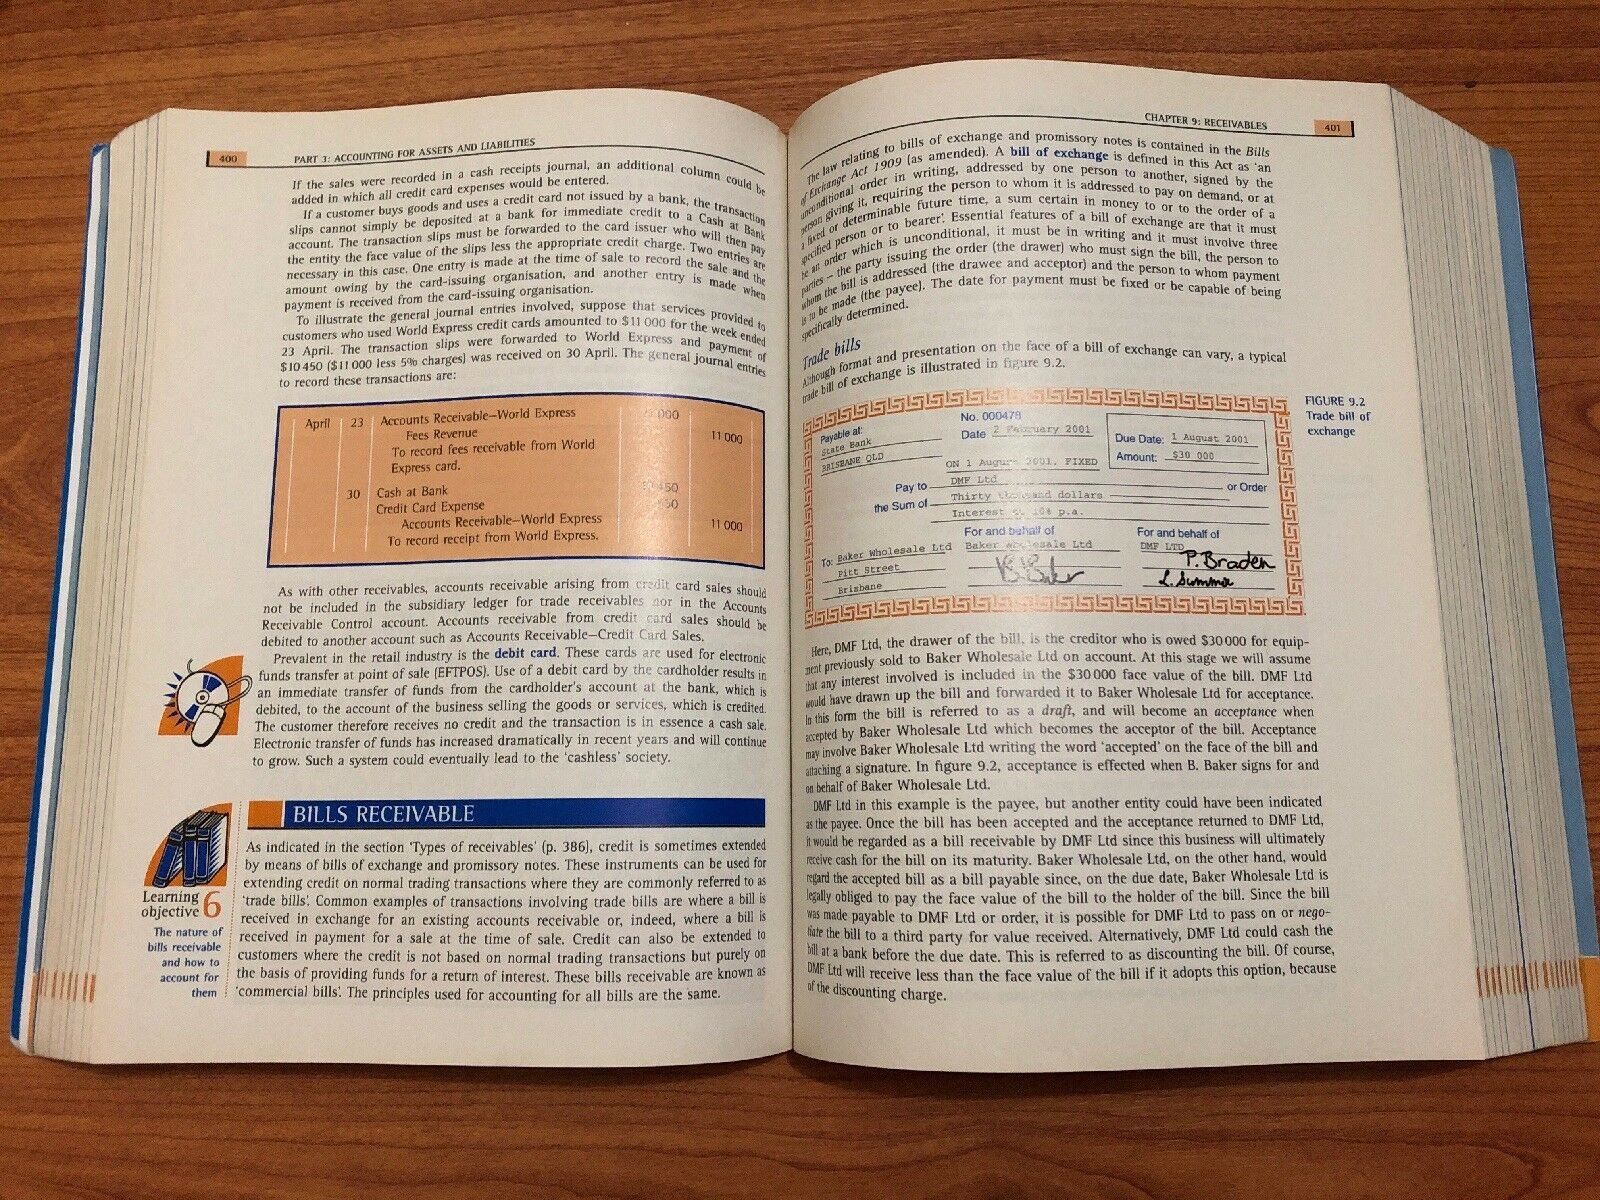 400 PART 3: ACCOUNTING FOR ASSETS AND LIABILITIES
If the sales were recorded in a cash receipts journal, an additional column could be
added in which all credit card expenses would be entered.
If a customer buys goods and uses a credit card not issued by a bank, the transaction
slips cannot simply be deposited at a bank for immediate credit to a Cash at Bank
account. The transaction slips must be forwarded to the card issuer who will then pay
the entity the face value of the slips less the appropriate credit charge. Two entries are
necessary in this case. One entry is made at the time of sale to record the sale and the
amount owing by the card-issuing organisation, and another entry is made when
payment is received from the card-issuing organisation.
To illustrate the general journal entries involved, suppose that services provided to
customers who used World Express credit cards amounted to $11 000 for the week ended
23 April. The transaction slips were forwarded to World Express and payment of
$10 450 ($11 000 less 5% charges) was received on 30 April. The general journal entries
to record these transactions are:
April 23 Accounts Receivable—World Express
Fees Revenue 11 000
To record fees receivable from World
Express card.
30 Cash at Bank
Credit Card Expense
Accounts Receivable—World Express 11 000
To record receipt from World Express.
As with other receivables, accounts receivable arising from credit card sales should
not be included in the subsidiary ledger for trade receivables nor in the Accounts
Receivable Control account. Accounts receivable from credit card sales should be
debited to another account such as Accounts Receivable—Credit Card Sales.
Prevalent in the retail industry is the debit card. These cards are used for electronic
funds transfer at point of sale (EFTPOS). Use of a debit card by the cardholder results in
an immediate transfer of funds from the cardholder's account at the bank, which is
debited, to the account of the business selling the goods or services, which is credited.
The customer therefore receives no credit and the transaction is in essence a cash sale.
Electronic transfer of funds has increased dramatically in recent years and will continue
to grow. Such a system could eventually lead to the 'cashless' society.
BILLS RECEIVABLE
Learning
objective 6
The nature of
bills receivable
and how to
account for
them
As indicated in the section 'Types of receivables' (p. 386), credit is sometimes extended
by means of bills of exchange and promissory notes. These instruments can be used for
extending credit on normal trading transactions where they are commonly referred to as
'trade bills'. Common examples of transactions involving trade bills are where a bill is
received in exchange for an existing accounts receivable or, indeed, where a bill is
received in payment for a sale at the time of sale. Credit can also be extended to
customers where the credit is not based on normal trading transactions but purely on
the basis of providing funds for a return of interest. These bills receivable are known as
'commercial bills'. The principles used for accounting for all bills are the same.
CHAPTER 9: RECEIVABLES 401
The law relating to bills of exchange and promissory notes is contained in the Bills
of Exchange Act 1909 (as amended). A bill of exchange is defined in this Act as 'an
unconditional order in writing, addressed by one person to another, signed by the
person giving it, requiring the person to whom it is addressed to pay on demand, or at
a fixed or determinable future time, a sum certain in money to or to the order of a
specified person or to bearer'. Essential features of a bill of exchange are that it must
be an order which is unconditional, it must be in writing and it must involve three
parties – the party issuing the order (the drawer) who must sign the bill, the person to
whom the bill is addressed (the drawee and acceptor) and the person to whom payment
is to be made (the payee). The date for payment must be fixed or be capable of being
specifically determined.
Trade bills
Although format and presentation on the face of a bill of exchange can vary, a typical
trade bill of exchange is illustrated in figure 9.2.
FIGURE 9.2
Trade bill of
exchange
Payable at:
State Bank
BRISBANE QLD
No. 000478
Date 2 February 2001
Due Date: 1 August 2001
Amount: $30 000
ON 1 August 2001, FIXED
Pay to DMF Ltd or Order
the Sum of Thirty thousand dollars
Interest at 10% p.a.
To: Baker Wholesale Ltd
Pitt Street
Brisbane
For and behalf of
Baker Wholesale Ltd
B. Baker
For and behalf of
DMF LTD
P. Braden
L. Summer
Here, DMF Ltd, the drawer of the bill, is the creditor who is owed $30 000 for equip-
ment previously sold to Baker Wholesale Ltd on account. At this stage we will assume
that any interest involved is included in the $30 000 face value of the bill. DMF Ltd
would have drawn up the bill and forwarded it to Baker Wholesale Ltd for acceptance.
In this form the bill is referred to as a draft, and will become an acceptance when
accepted by Baker Wholesale Ltd which becomes the acceptor of the bill. Acceptance
may involve Baker Wholesale Ltd writing the word 'accepted' on the face of the bill and
attaching a signature. In figure 9.2, acceptance is effected when B. Baker signs for and
on behalf of Baker Wholesale Ltd.
DMF Ltd in this example is the payee, but another entity could have been indicated
as the payee. Once the bill has been accepted and the acceptance returned to DMF Ltd,
it would be regarded as a bill receivable by DMF Ltd since this business will ultimately
receive cash for the bill on its maturity. Baker Wholesale Ltd, on the other hand, would
regard the accepted bill as a bill payable since, on the due date, Baker Wholesale Ltd is
legally obliged to pay the face value of the bill to the holder of the bill. Since the bill
was made payable to DMF Ltd or order, it is possible for DMF Ltd to pass on or nego-
tiate the bill to a third party for value received. Alternatively, DMF Ltd could cash the
bill at a bank before the due date. This is referred to as discounting the bill. Of course,
DMF Ltd will receive less than the face value of the bill if it adopts this option, because
of the discounting charge.